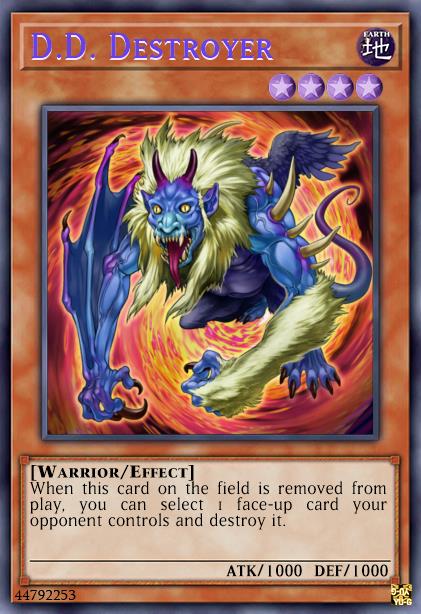 D.D. Destroyer
EARTH
地
[Warrior/Effect]
When this card on the field is removed from
play, you can select 1 face-up card your
opponent controls and destroy it.
ATK/1000 DEF/1000
44792253